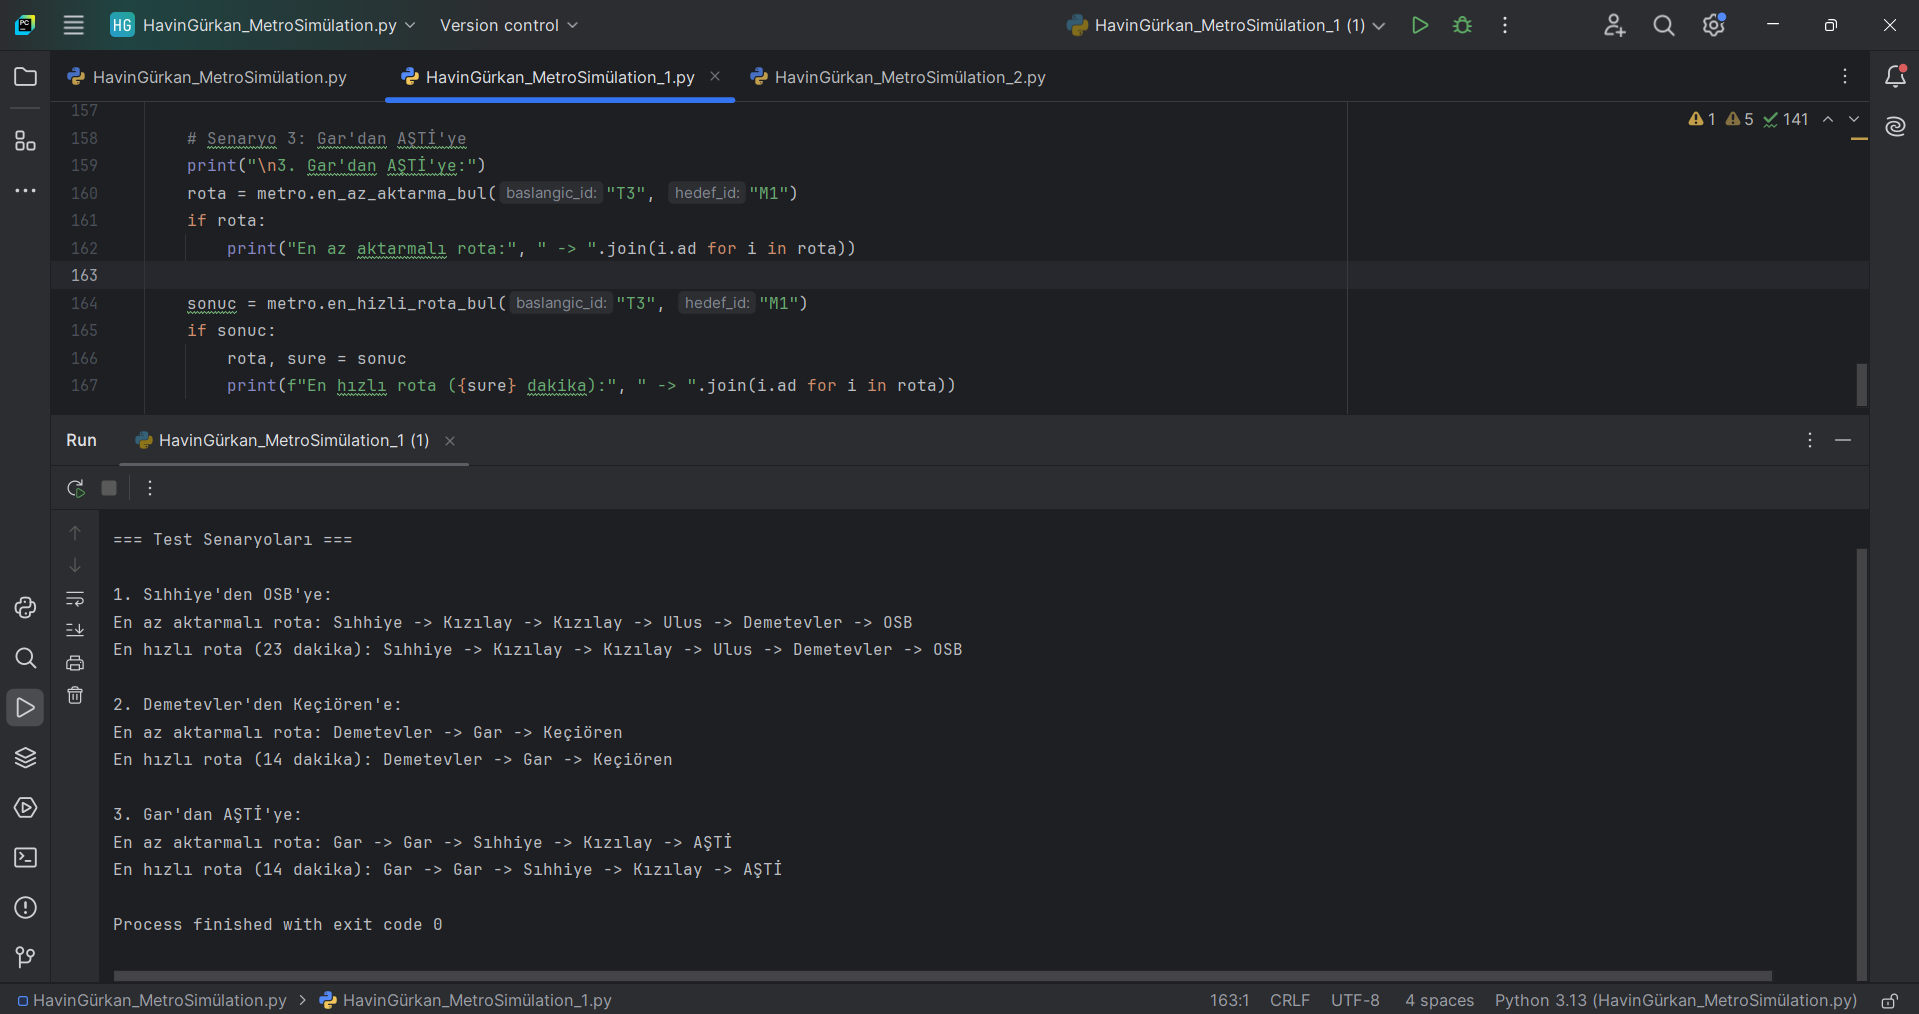 PC
HG HavinGürkan_MetroSimülation.py Version control HavinGürkan_MetroSimülation_1 (1)
HavinGürkan_MetroSimülation.py HavinGürkan_MetroSimülation_1.py HavinGürkan_MetroSimülation_2.py
157 1 5 141
158 # Senaryo 3: Gar'dan AŞTİ'ye
159 print("\n3. Gar'dan AŞTİ'ye:")
160 rota = metro.en_az_aktarma_bul( baslangic_id: "T3", hedef_id: "M1")
161 if rota:
162 print("En az aktarmalı rota:", " -> ".join(i.ad for i in rota))
163
164 sonuc = metro.en_hizli_rota_bul( baslangic_id: "T3", hedef_id: "M1")
165 if sonuc:
166 rota, sure = sonuc
167 print(f"En hızlı rota ({sure} dakika):", " -> ".join(i.ad for i in rota))
Run HavinGürkan_MetroSimülation_1 (1)
=== Test Senaryoları ===
1. Sıhhiye'den OSB'ye:
En az aktarmalı rota: Sıhhiye -> Kızılay -> Kızılay -> Ulus -> Demetevler -> OSB
En hızlı rota (23 dakika): Sıhhiye -> Kızılay -> Kızılay -> Ulus -> Demetevler -> OSB
2. Demetevler'den Keçiören'e:
En az aktarmalı rota: Demetevler -> Gar -> Keçiören
En hızlı rota (14 dakika): Demetevler -> Gar -> Keçiören
3. Gar'dan AŞTİ'ye:
En az aktarmalı rota: Gar -> Gar -> Sıhhiye -> Kızılay -> AŞTİ
En hızlı rota (14 dakika): Gar -> Gar -> Sıhhiye -> Kızılay -> AŞTİ
Process finished with exit code 0
HavinGürkan_MetroSimülation.py > HavinGürkan_MetroSimülation_1.py 163:1 CRLF UTF-8 4 spaces Python 3.13 (HavinGürkan_MetroSimülation.py)